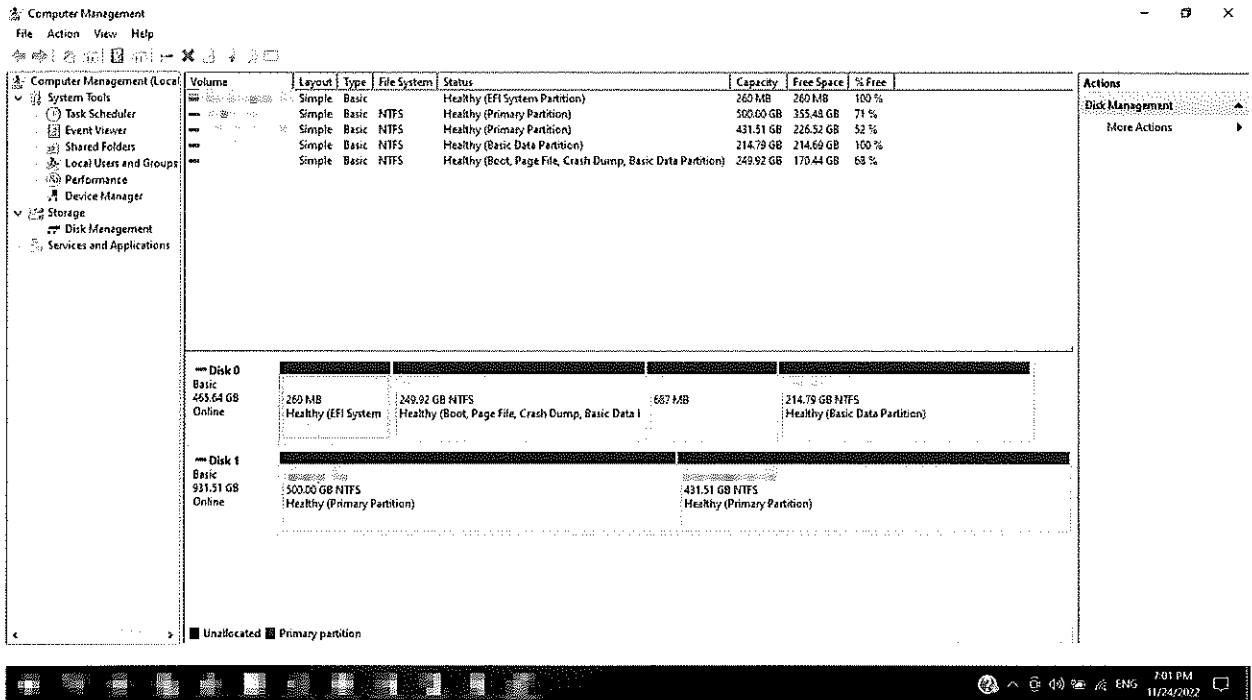 Computer Management
File Action View Help
Computer Management (Local
System Tools
Task Scheduler
Event Viewer
Shared Folders
Local Users and Groups
Performance
Device Manager
Storage
Disk Management
Services and Applications
Volume Layout Type File System Status Capacity Free Space % Free
Simple Basic Healthy (EFI System Partition) 260 MB 260 MB 100 %
Simple Basic NTFS Healthy (Primary Partition) 500.00 GB 355.48 GB 71 %
Simple Basic NTFS Healthy (Primary Partition) 431.51 GB 226.52 GB 52 %
Simple Basic NTFS Healthy (Basic Data Partition) 214.79 GB 214.69 GB 100 %
Simple Basic NTFS Healthy (Boot, Page File, Crash Dump, Basic Data Partition) 249.92 GB 170.44 GB 68 %
Actions
Disk Management
More Actions
Disk 0
Basic
465.64 GB
Online
260 MB
Healthy (EFI System
249.92 GB NTFS
Healthy (Boot, Page File, Crash Dump, Basic Data
687 MB
214.79 GB NTFS
Healthy (Basic Data Partition)
Disk 1
Basic
931.51 GB
Online
500.00 GB NTFS
Healthy (Primary Partition)
431.51 GB NTFS
Healthy (Primary Partition)
Unallocated Primary partition
ENG
7:01 PM
11/24/2022